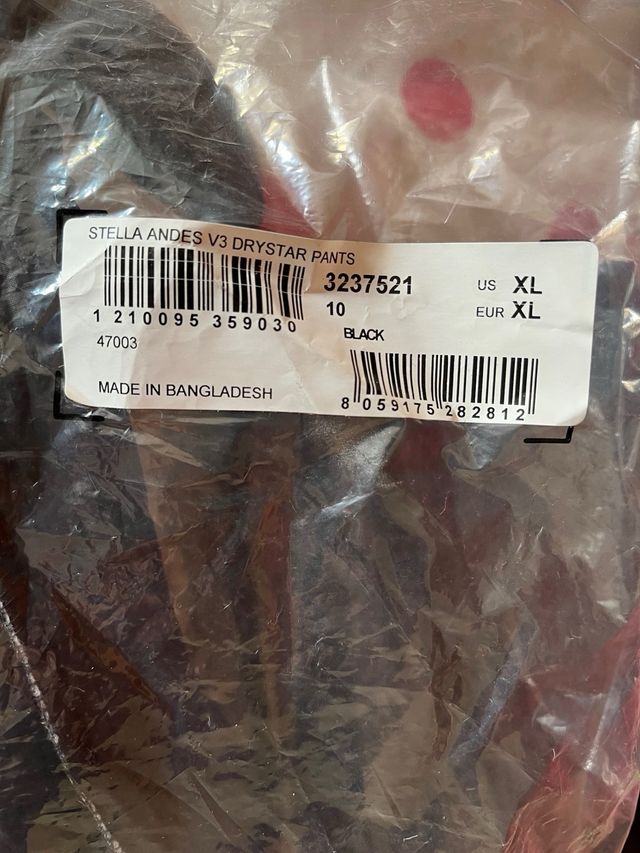 STELLA ANDES V3 DRYSTAR PANTS
3237521
US XL
10
EUR XL
1 210095 359030
BLACK
47003
MADE IN BANGLADESH
8 059175 282812